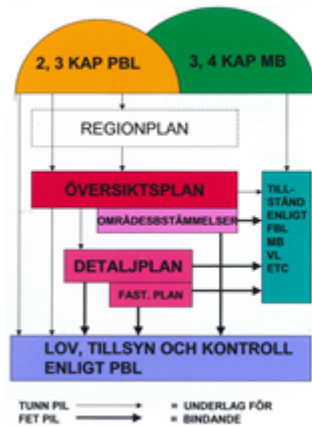 2, 3 KAP PBL
3, 4 KAP MB
REGIONPLAN
ÖVERSIKTSPLAN
OMRÅDESBSTÄMMELSER
TILL-
STÅND
ENLIGT
FBL
MB
VL
ETC
DETALJPLAN
FAST. PLAN
LOV, TILLSYN OCH KONTROLL
ENLIGT PBL
TUNN PIL = UNDERLAG FÖR
FET PIL = BINDANDE